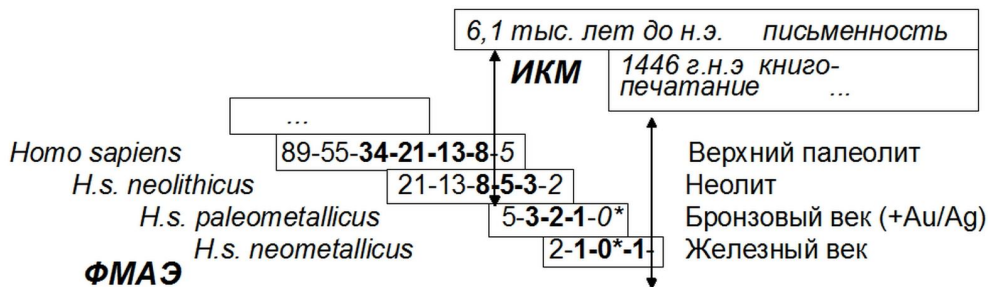 6,1 тыс. лет до н.э. письменность
ИКМ
1446 г.н.э книго-
печатание ...
...
Homo sapiens 89-55-34-21-13-8-5 Верхний палеолит
H.s. neolithicus 21-13-8-5-3-2 Неолит
H.s. paleometallicus 5-3-2-1-0* Бронзовый век (+Au/Ag)
H.s. neometallicus 2-1-0*-1- Железный век
ФМАЭ